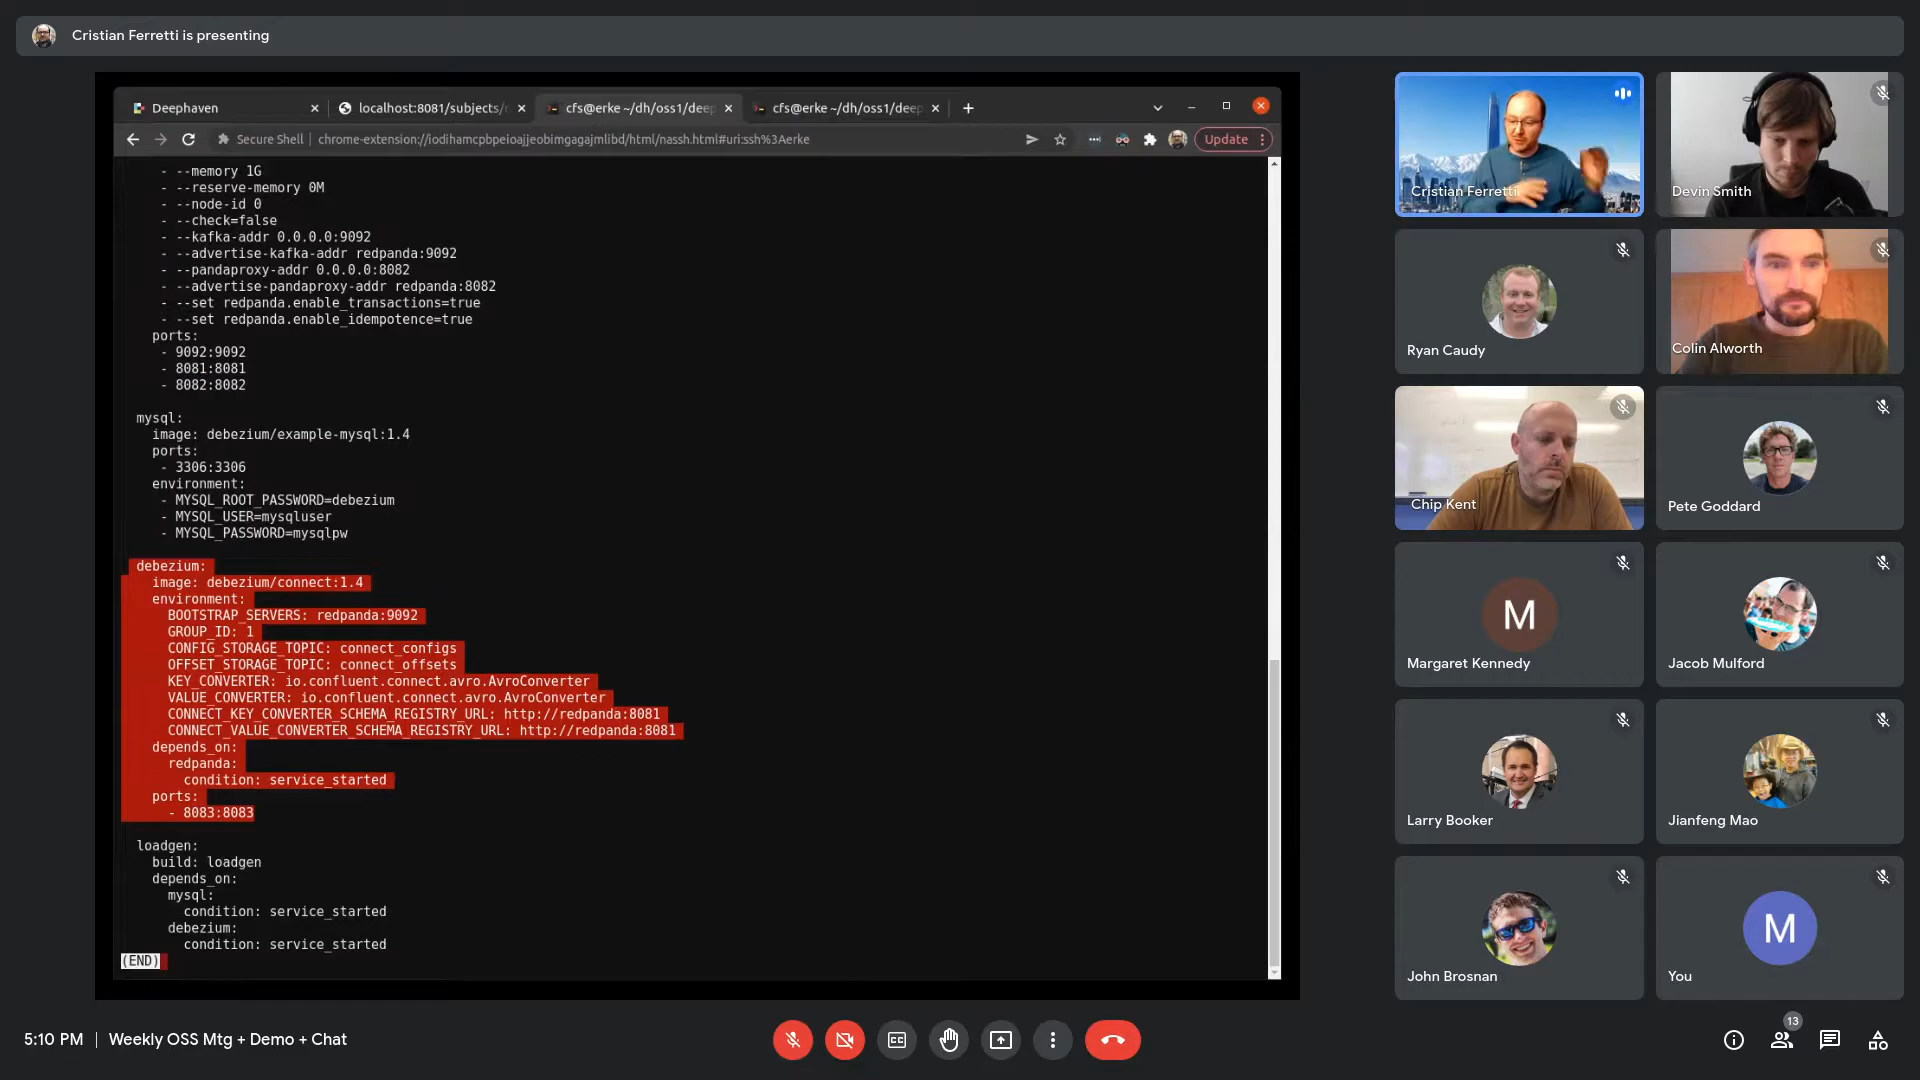 Cristian Ferretti is presenting
Deephaven
localhost:8081/subjects/
cfs@erke ~/dh/oss1/deep
cfs@erke ~/dh/oss1/deep
Secure Shell | chrome-extension://iodihamcpbpeioajjeobimgagajmlibd/html/nassh.html#uri:ssh%3Aerke
Update
- --memory 1G
- --reserve-memory 0M
- --node-id 0
- --check=false
- --kafka-addr 0.0.0.0:9092
- --advertise-kafka-addr redpanda:9092
- --pandaproxy-addr 0.0.0.0:8082
- --advertise-pandaproxy-addr redpanda:8082
- --set redpanda.enable_transactions=true
- --set redpanda.enable_idempotence=true
ports:
- 9092:9092
- 8081:8081
- 8082:8082
mysql:
image: debezium/example-mysql:1.4
ports:
- 3306:3306
environment:
- MYSQL_ROOT_PASSWORD=debezium
- MYSQL_USER=mysqluser
- MYSQL_PASSWORD=mysqlpw
debezium:
image: debezium/connect:1.4
environment:
BOOTSTRAP_SERVERS: redpanda:9092
GROUP_ID: 1
CONFIG_STORAGE_TOPIC: connect_configs
OFFSET_STORAGE_TOPIC: connect_offsets
KEY_CONVERTER: io.confluent.connect.avro.AvroConverter
VALUE_CONVERTER: io.confluent.connect.avro.AvroConverter
CONNECT_KEY_CONVERTER_SCHEMA_REGISTRY_URL: http://redpanda:8081
CONNECT_VALUE_CONVERTER_SCHEMA_REGISTRY_URL: http://redpanda:8081
depends_on:
redpanda:
condition: service_started
ports:
- 8083:8083
loadgen:
build: loadgen
depends_on:
mysql:
condition: service_started
debezium:
condition: service_started
(END)
Cristian Ferretti
Devin Smith
Ryan Caudy
Colin Alworth
Chip Kent
Pete Goddard
M
Margaret Kennedy
Jacob Mulford
Larry Booker
Jianfeng Mao
John Brosnan
M
You
5:10 PM | Weekly OSS Mtg + Demo + Chat
13